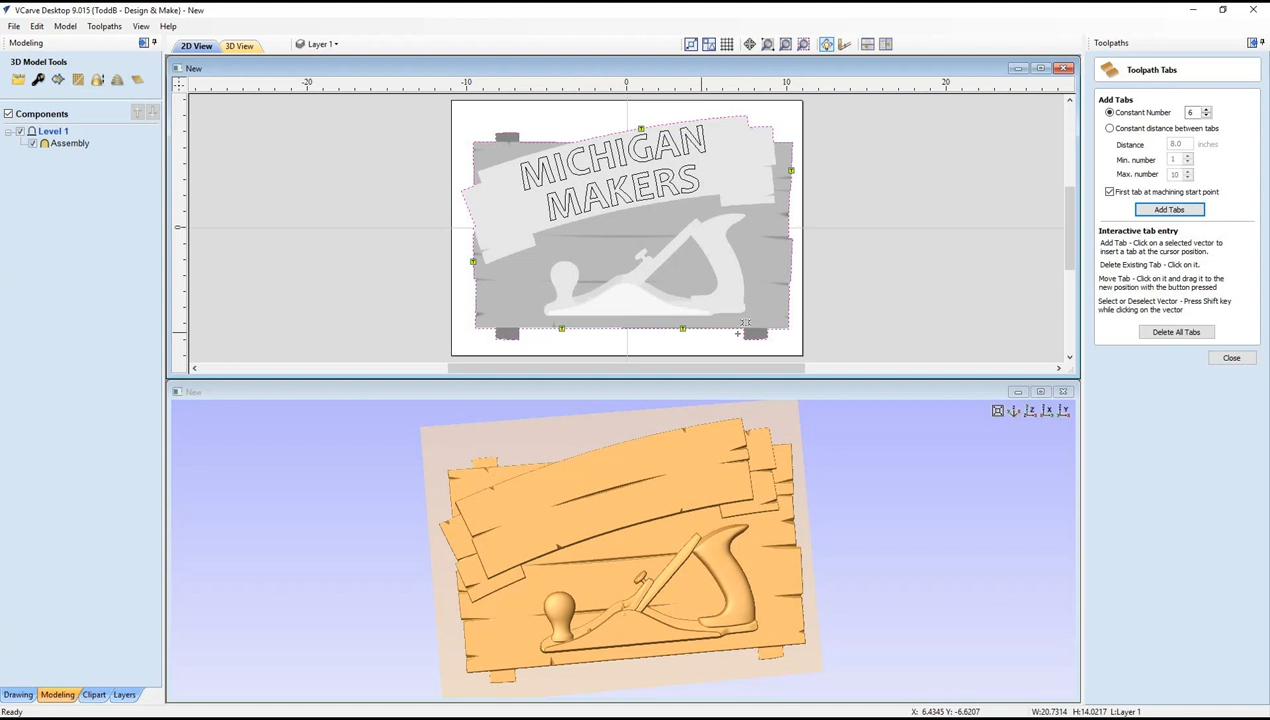 VCarve Desktop 9.015 (ToddB - Design & Make) - New
File Edit Model Toolpaths View Help
Modeling
2D View 3D View Layer 1
Toolpaths
3D Model Tools
Components
Level 1
Assembly
New
-20 -10 0 10 20
0
MICHIGAN
MAKERS
T
T
T
T
T
New
Z X Y
Toolpath Tabs
Add Tabs
Constant Number 6
Constant distance between tabs
Distance 8.0 inches
Min. number 1
Max. number 10
First tab at machining start point
Add Tabs
Interactive tab entry
Add Tab - Click on a selected vector to
insert a tab at the cursor position.
Delete Existing Tab - Click on it.
Move Tab - Click on it and drag it to the
new position with the button pressed
Select or Deselect Vector - Press Shift key
while clicking on the vector.
Delete All Tabs
Close
Drawing Modeling Clipart Layers
Ready
X: 6.4345 Y: -6.6207
W:20.7314 H:14.0217 L:Layer 1